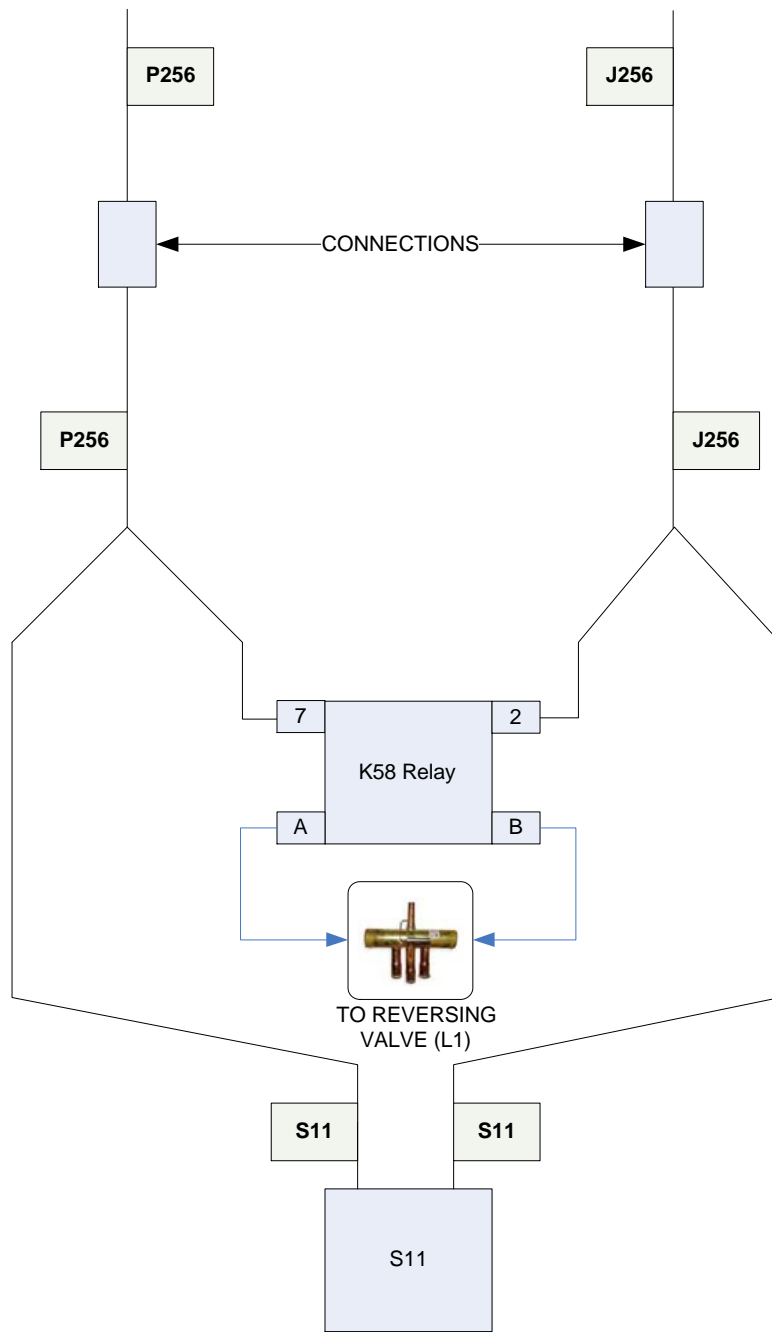 P256
J256
CONNECTIONS
P256
J256
7
2
K58 Relay
A
B
TO REVERSING
VALVE (L1)
S11
S11
S11